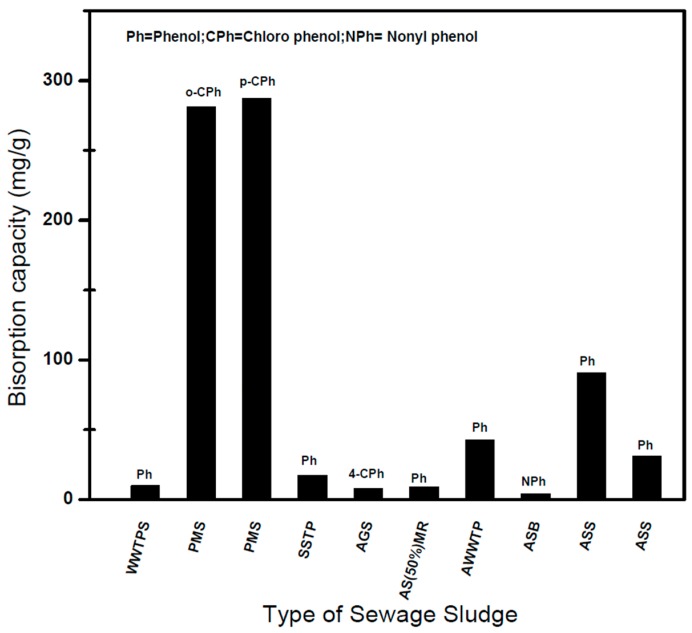 Ph=Phenol;CPh=Chloro phenol;NPh= Nonyl phenol
Bisorption capacity (mg/g)
300
200
100
0
Ph
o-CPh
p-CPh
Ph
4-CPh
Ph
Ph
NPh
Ph
Ph
WWTPS
PMS
PMS
SSTP
AGS
AS(50%)MR
AWWTP
ASB
ASS
ASS
Type of Sewage Sludge